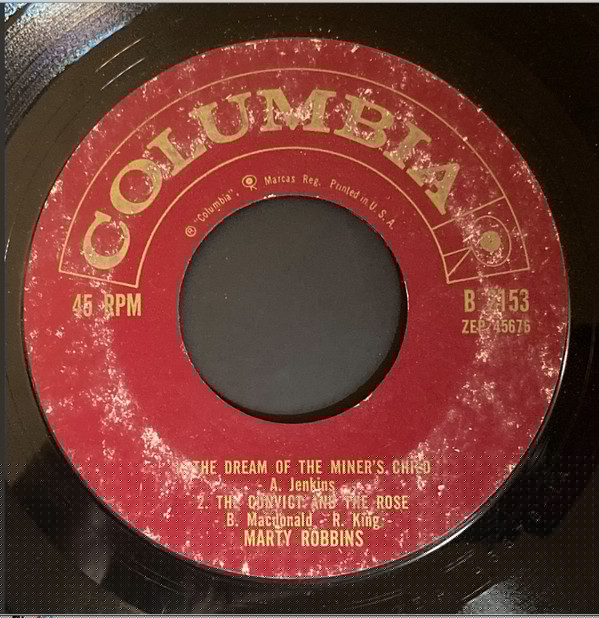 COLUMBIA
® "Columbia", Marcas Reg. Printed in U. S. A.
45 RPM
B 2153
ZEP 45676
THE DREAM OF THE MINER'S CHILD
A. Jenkins
2. THE CONVICT AND THE ROSE
B. Macdonald - R. King
MARTY ROBBINS